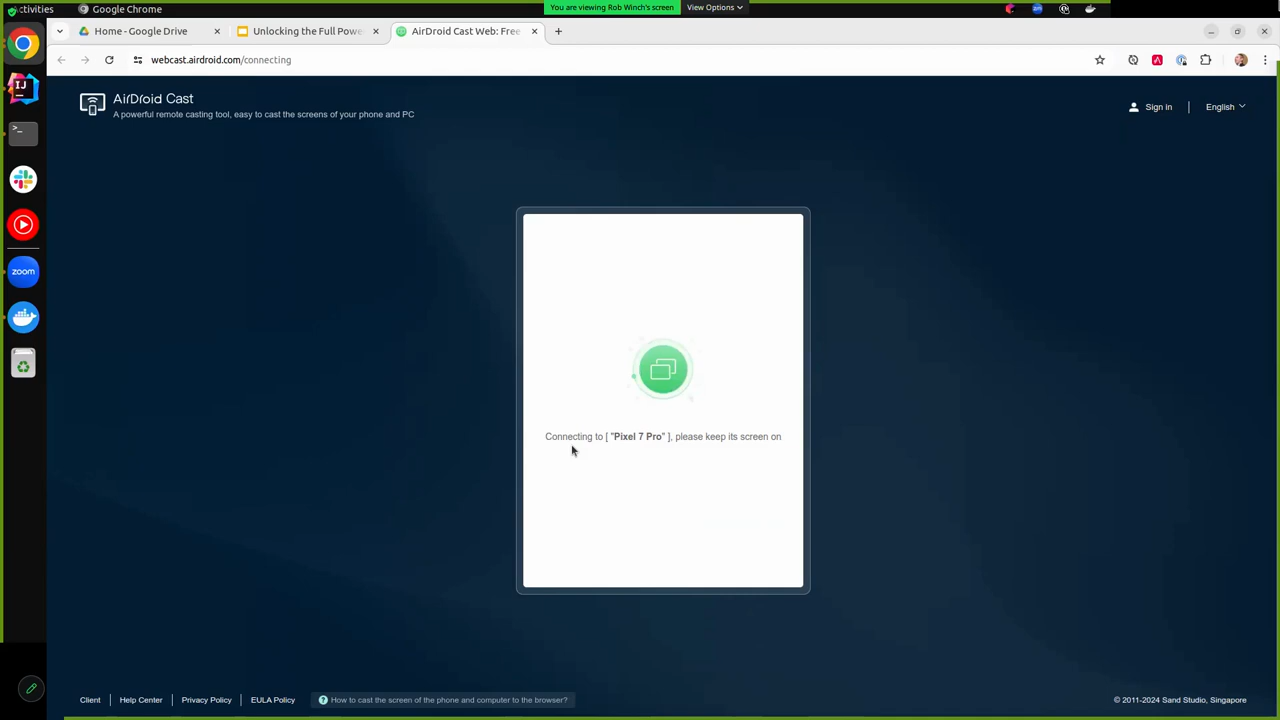 ctivities
Google Chrome
You are viewing Rob Winch's screen
View Options
Home - Google Drive
Unlocking the Full Powe
AirDroid Cast Web: Free
webcast.airdroid.com/connecting
AirDroid Cast
A powerful remote casting tool, easy to cast the screens of your phone and PC
Sign in
English
IJ
zoom
Connecting to [ "Pixel 7 Pro" ], please keep its screen on
Client
Help Center
Privacy Policy
EULA Policy
? How to cast the screen of the phone and computer to the browser?
© 2011-2024 Sand Studio, Singapore